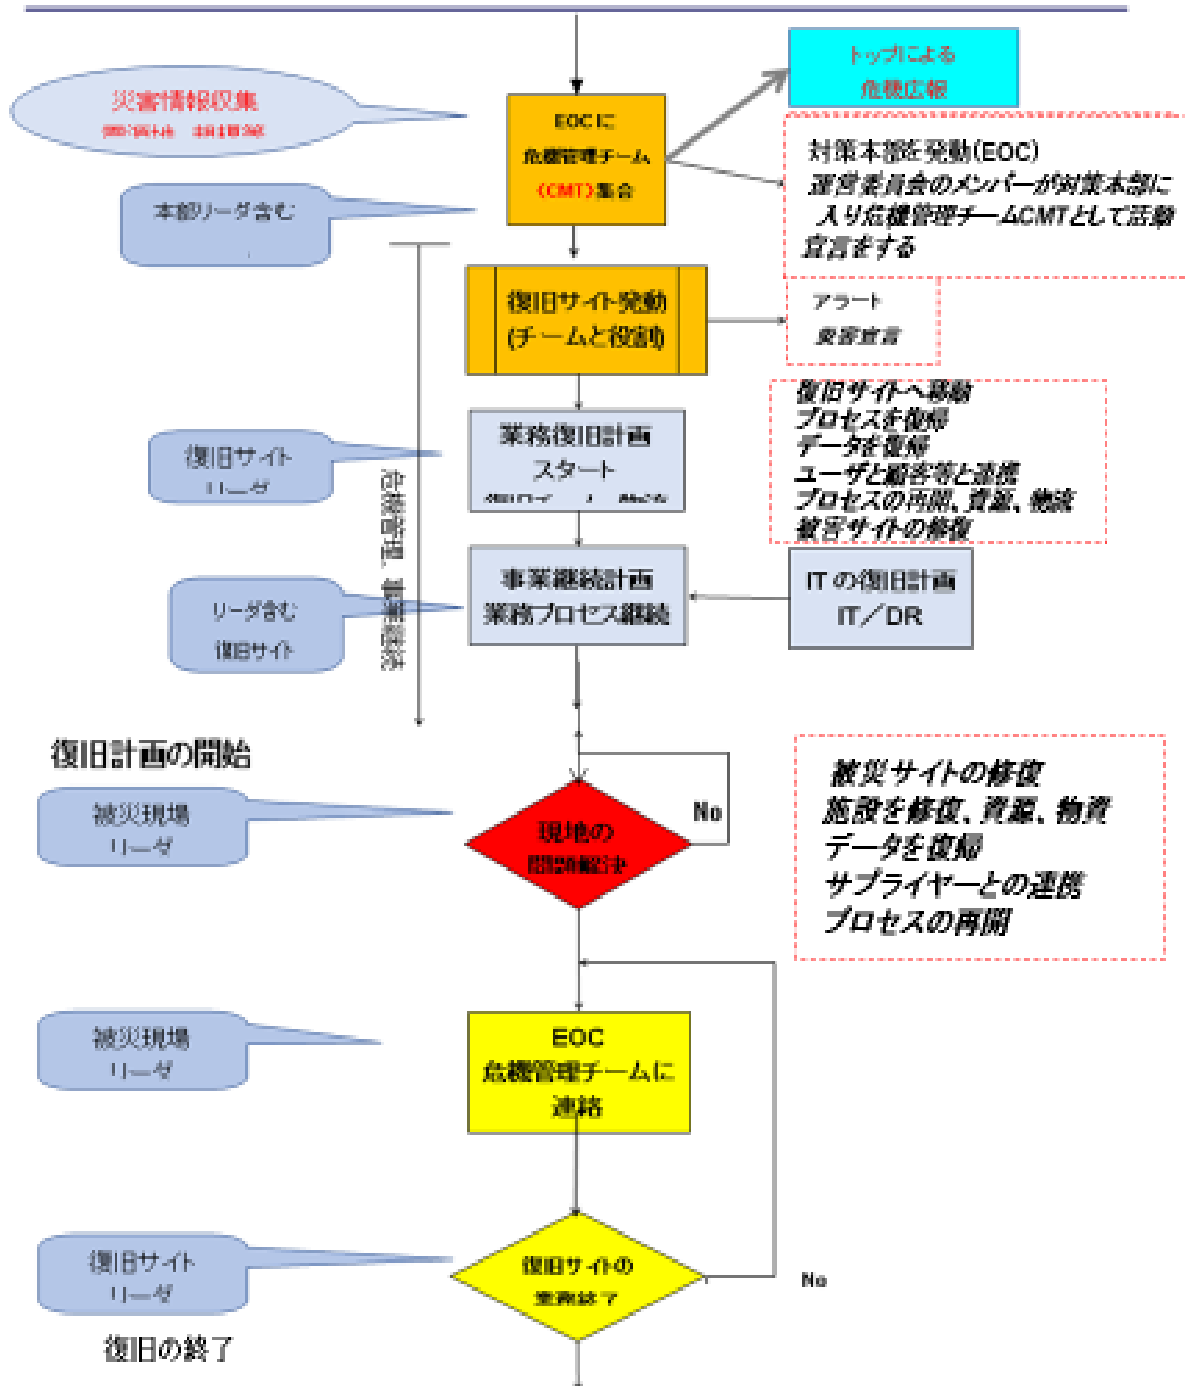 トップによる
危機広報
災害情報収集
EOCに
危機管理チーム
(CMT)集合
対策本部を発動(EOC)
運営委員会のメンバーが対策本部に
入り危機管理チームCMTとして活動
宣言をする
本部リーダ含む
復旧サイト発動
(チームと役割)
アラート
災害宣言
復旧サイトへ移動
プロセスを復帰
データを復帰
ユーザと顧客等と連携
プロセスの再開、資源、物流
被害サイトの修復
業務復旧計画
スタート
復旧サイト
リーダ
危機管理、事業継続
事業継続計画
業務プロセス継続
ITの復旧計画
IT/DR
リーダ含む
復旧サイト
復旧計画の開始
被災現場
リーダ
No
現地の
問題解決
被災サイトの修復
施設を修復、資源、物資
データを復帰
サプライヤーとの連携
プロセスの再開
被災現場
リーダ
EOC
危機管理チームに
連絡
復旧サイト
リーダ
復旧サイトの
業務終了
No
復旧の終了